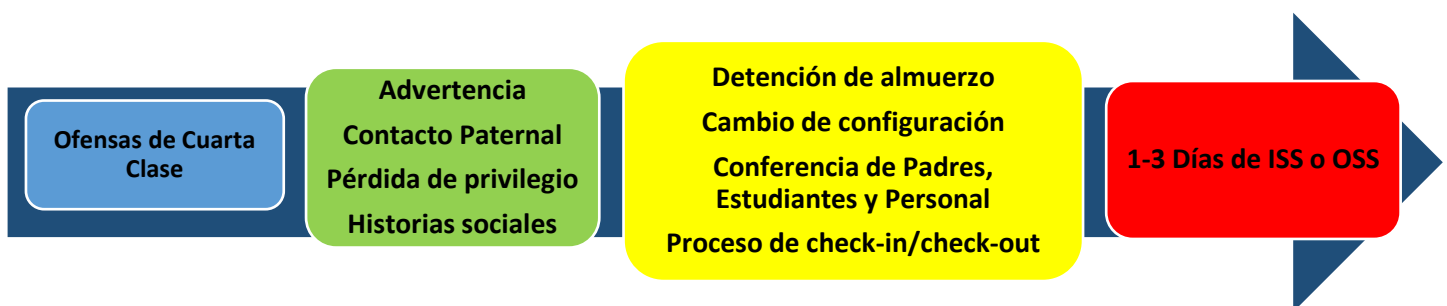 Ofensas de Cuarta
Clase
Advertencia
Contacto Paternal
Pérdida de privilegio
Historias sociales
Detención de almuerzo
Cambio de configuración
Conferencia de Padres,
Estudiantes y Personal
Proceso de check-in/check-out
1-3 Días de ISS o OSS